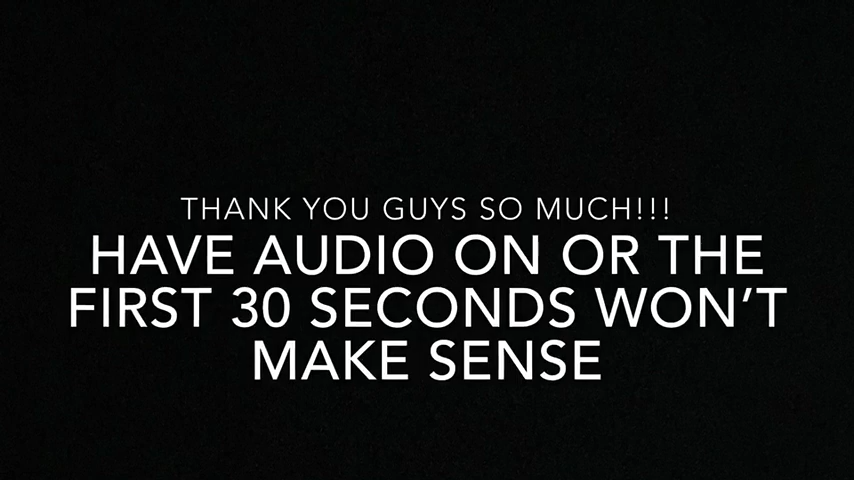 THANK YOU GUYS SO MUCH!!!
HAVE AUDIO ON OR THE
FIRST 30 SECONDS WON’T
MAKE SENSE